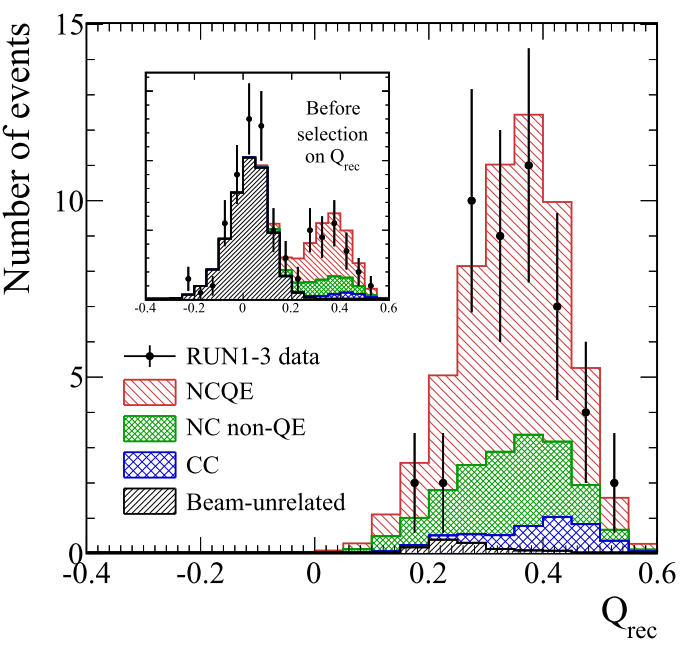 Number of events
15
10
5
0
-0.4 -0.2 0 0.2 0.4 0.6
Q_rec
Before
selection
on Q_rec
-0.4 -0.2 0 0.2 0.4 0.6
RUN1-3 data
NCQE
NC non-QE
CC
Beam-unrelated